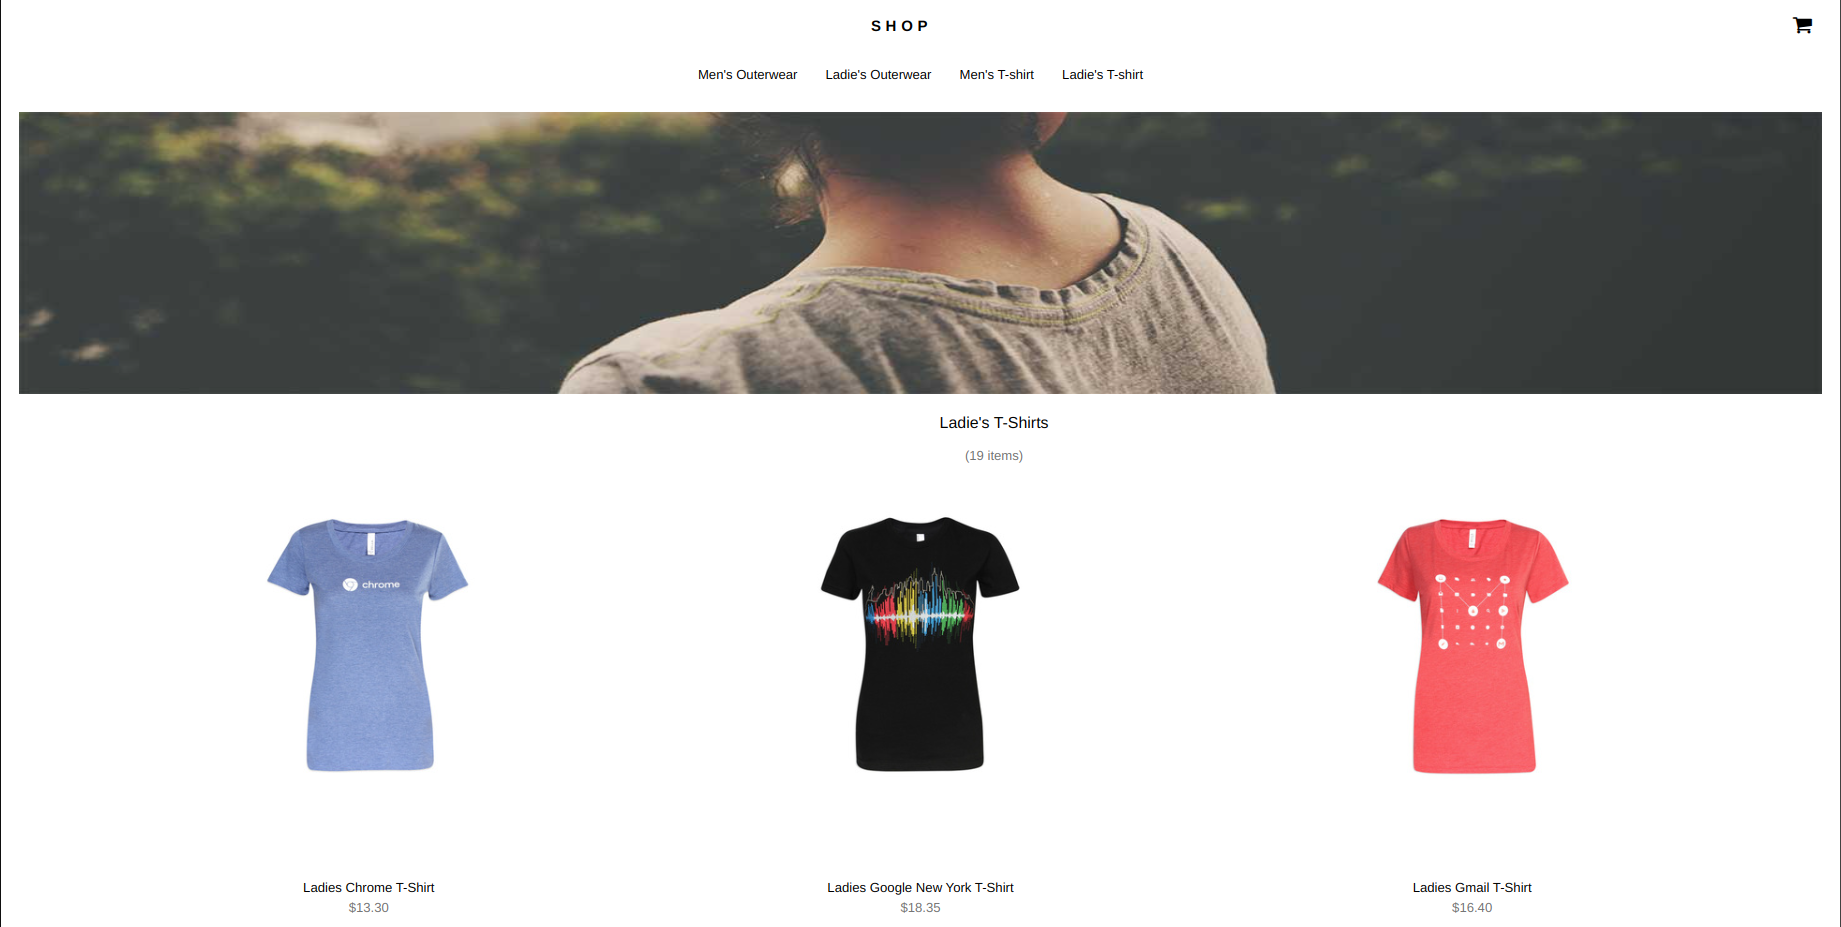 SHOP
Men's Outerwear Ladie's Outerwear Men's T-shirt Ladie's T-shirt
Ladie's T-Shirts
(19 items)
chrome
Ladies Chrome T-Shirt
$13.30
Ladies Google New York T-Shirt
$18.35
Ladies Gmail T-Shirt
$16.40